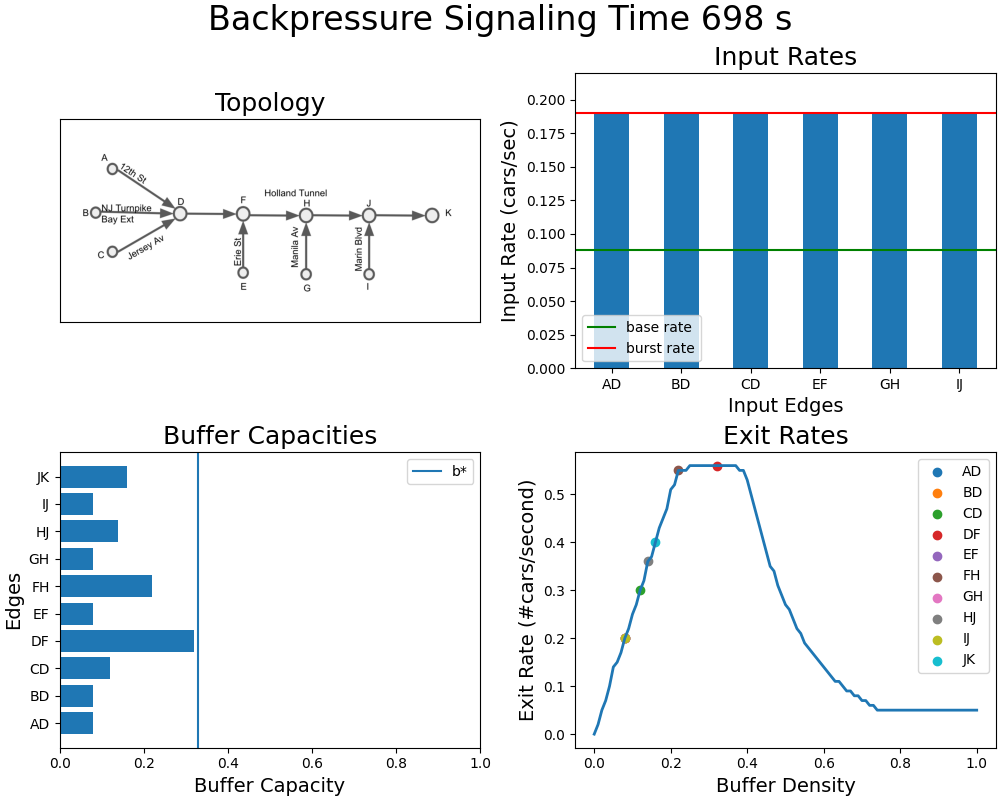 Backpressure Signaling Time 698 s
Topology
A
12th St
B
NJ Turnpike
Bay Ext
C
Jersey Av
D
F
Erie St
E
Holland Tunnel
H
Manila Av
G
J
Marin Blvd
I
K
Input Rates
Input Rate (cars/sec)
0.200
0.175
0.150
0.125
0.100
0.075
0.050
0.025
0.000
base rate
burst rate
AD BD CD EF GH IJ
Input Edges
Buffer Capacities
Edges
JK
IJ
HJ
GH
FH
EF
DF
CD
BD
AD
b*
0.0 0.2 0.4 0.6 0.8 1.0
Buffer Capacity
Exit Rates
Exit Rate (#cars/second)
0.5
0.4
0.3
0.2
0.1
0.0
AD
BD
CD
DF
EF
FH
GH
HJ
IJ
JK
0.0 0.2 0.4 0.6 0.8 1.0
Buffer Density